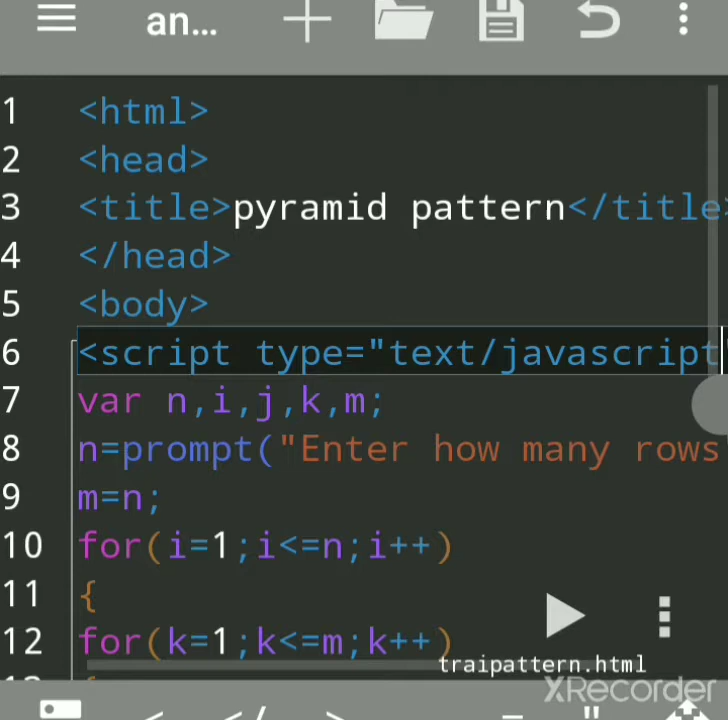 an...
1 <html>
2 <head>
3 <title>pyramid pattern</title>
4 </head>
5 <body>
6 <script type="text/javascript"
7 var n,i,j,k,m;
8 n=prompt("Enter how many rows
9 m=n;
10 for(i=1;i<=n;i++)
11 {
12 for(k=1;k<=m;k++)
traipattern.html
XRecorder
< </ > = "